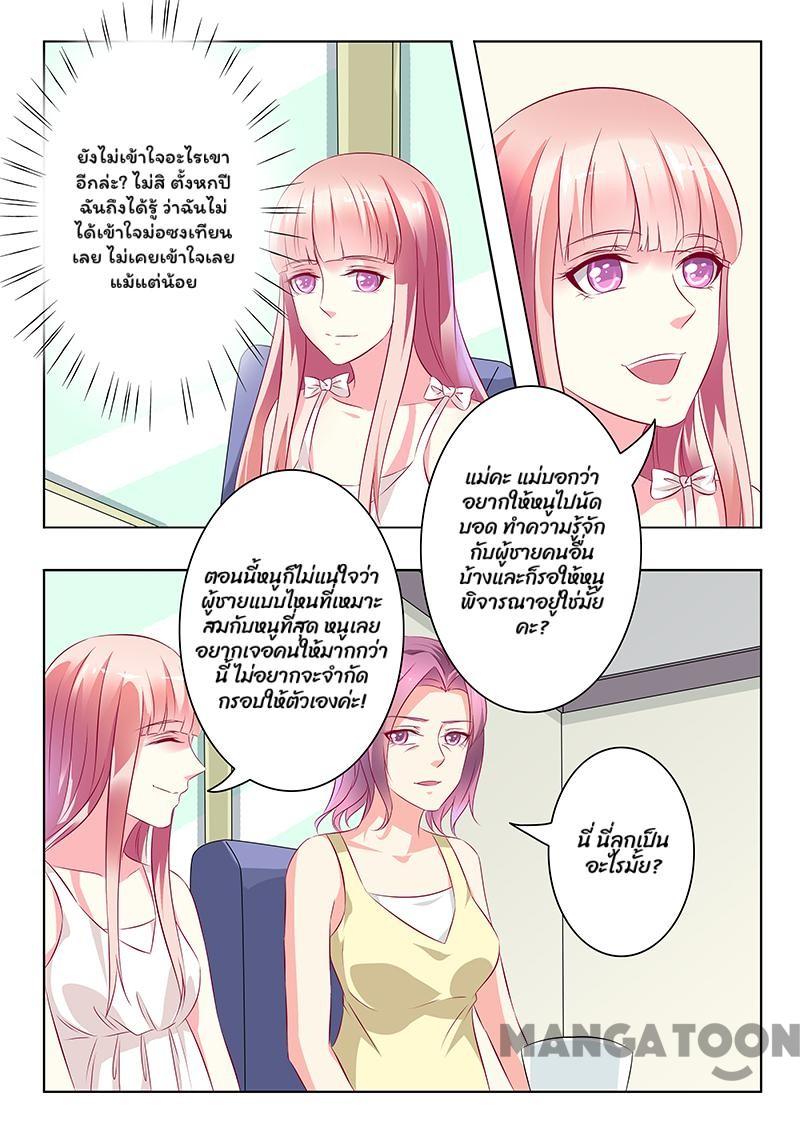 ยังไม่เข้าใจอะไรเขา
อีกล่ะ? ไม่สิ ตั้งหกปี
ฉันถึงได้รู้ ว่าฉันไม่
ได้เข้าใจม่อซงเทียน
เลย ไม่เคยเข้าใจเลย
แม้แต่น้อย
แม่คะ แม่บอกว่า
อยากให้หนูไปนัด
บอด ทำความรู้จัก
กับผู้ชายคนอื่น
บ้างและก็รอให้หนู
พิจารณาอยู่ใช่มั้ย
คะ?
ตอนนี้หนูก็ไม่แน่ใจว่า
ผู้ชายแบบไหนที่เหมาะ
สมกับหนูที่สุด หนูเลย
อยากเจอคนให้มากกว่า
นี้ ไม่อยากจะจำกัด
กรอบให้ตัวเองค่ะ!
นี่ นี่ลูกเป็น
อะไรมั้ย?
MANGATOON